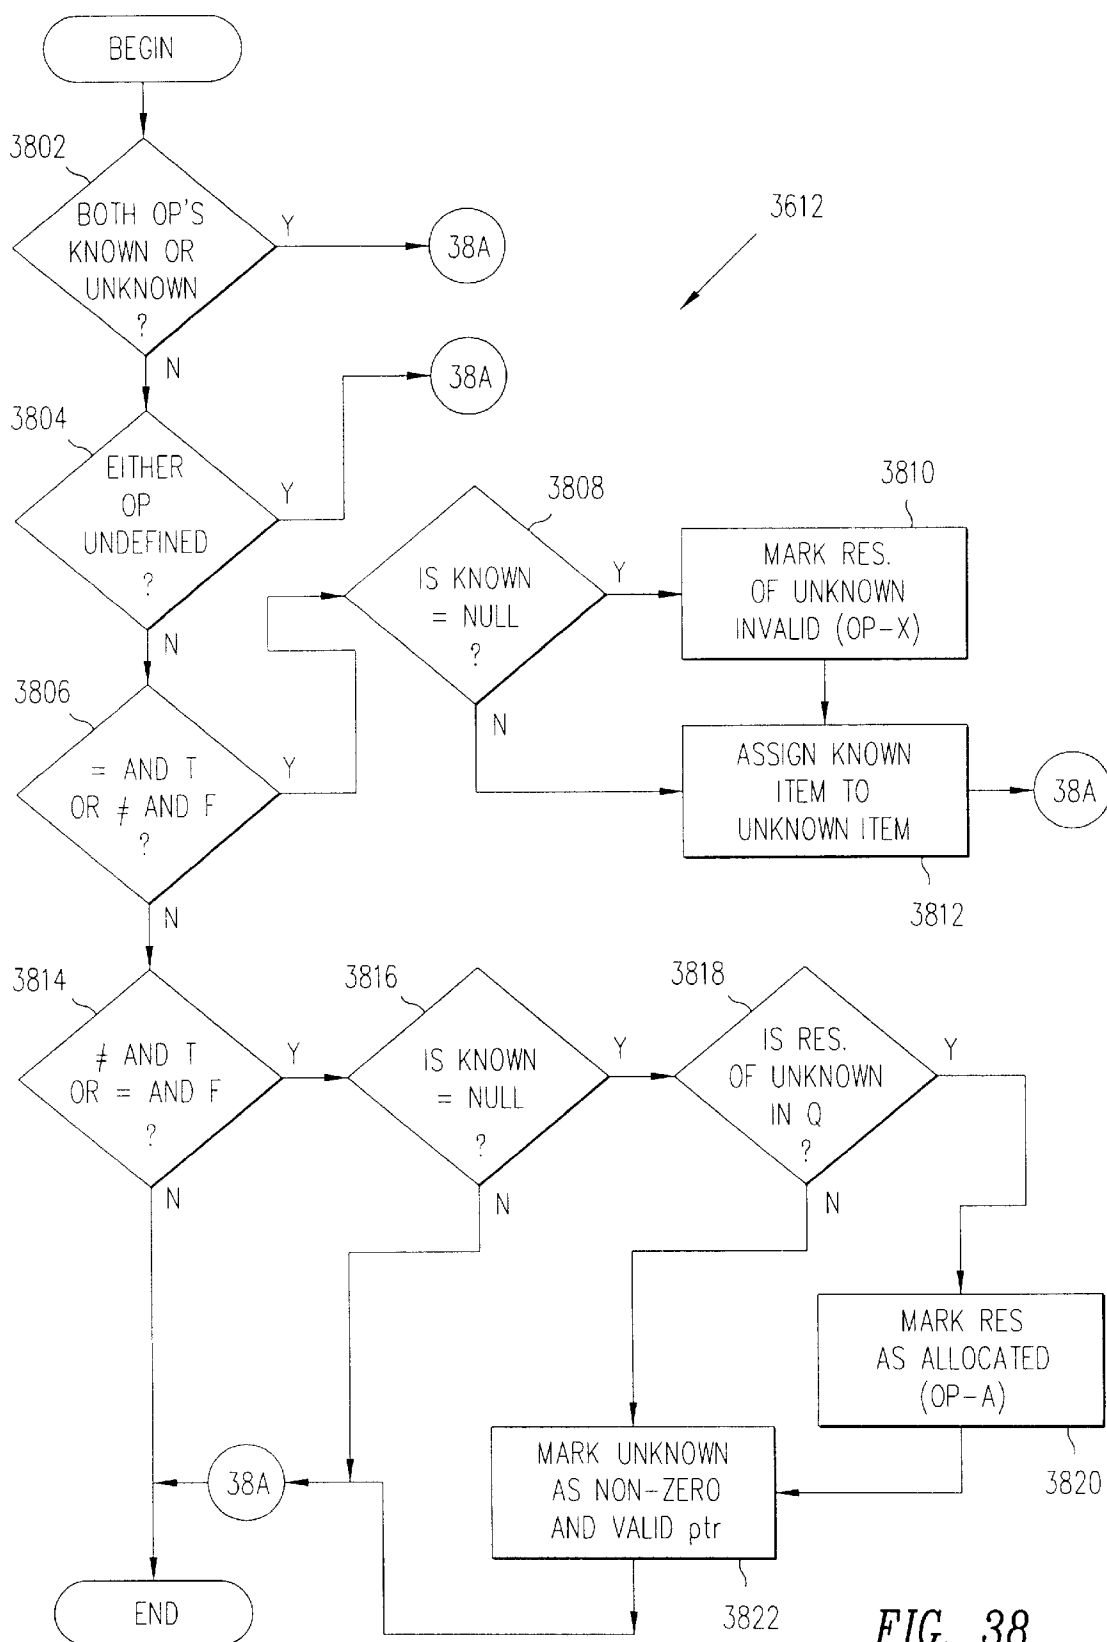 BEGIN
3802
BOTH OP'S
KNOWN OR
UNKNOWN
?
Y
38A
N
3612
3804
EITHER
OP
UNDEFINED
?
Y
38A
N
3806
= AND T
OR ≠ AND F
?
Y
N
3808
IS KNOWN
= NULL
?
Y
N
3810
MARK RES.
OF UNKNOWN
INVALID (OP-X)
ASSIGN KNOWN
ITEM TO
UNKNOWN ITEM
3812
38A
3814
≠ AND T
OR = AND F
?
Y
N
3816
IS KNOWN
= NULL
?
Y
N
3818
IS RES.
OF UNKNOWN
IN Q
?
Y
N
MARK RES
AS ALLOCATED
(OP-A)
3820
MARK UNKNOWN
AS NON-ZERO
AND VALID ptr
3822
38A
END
FIG. 38